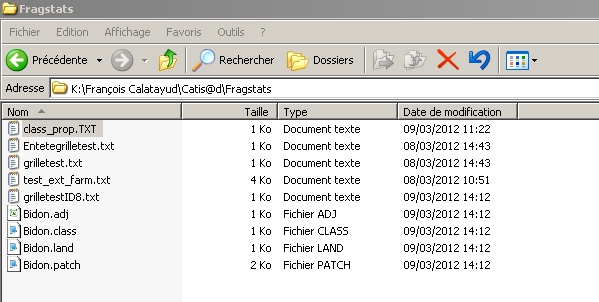 Fragstats
Fichier Edition Affichage Favoris Outils ?
Précédente Rechercher Dossiers
Adresse K:\François Calatayud\Catis@d\Fragstats
Nom Taille Type Date de modification
class_prop.TXT 1 Ko Document texte 09/03/2012 11:22
Entetegrilletest.txt 1 Ko Document texte 08/03/2012 14:43
grilletest.txt 1 Ko Document texte 08/03/2012 14:43
test_ext_farm.txt 4 Ko Document texte 08/03/2012 10:51
grilletestID8.txt 1 Ko Document texte 09/03/2012 14:12
Bidon.adj 1 Ko Fichier ADJ 09/03/2012 14:12
Bidon.class 1 Ko Fichier CLASS 09/03/2012 14:12
Bidon.land 1 Ko Fichier LAND 09/03/2012 14:12
Bidon.patch 2 Ko Fichier PATCH 09/03/2012 14:12